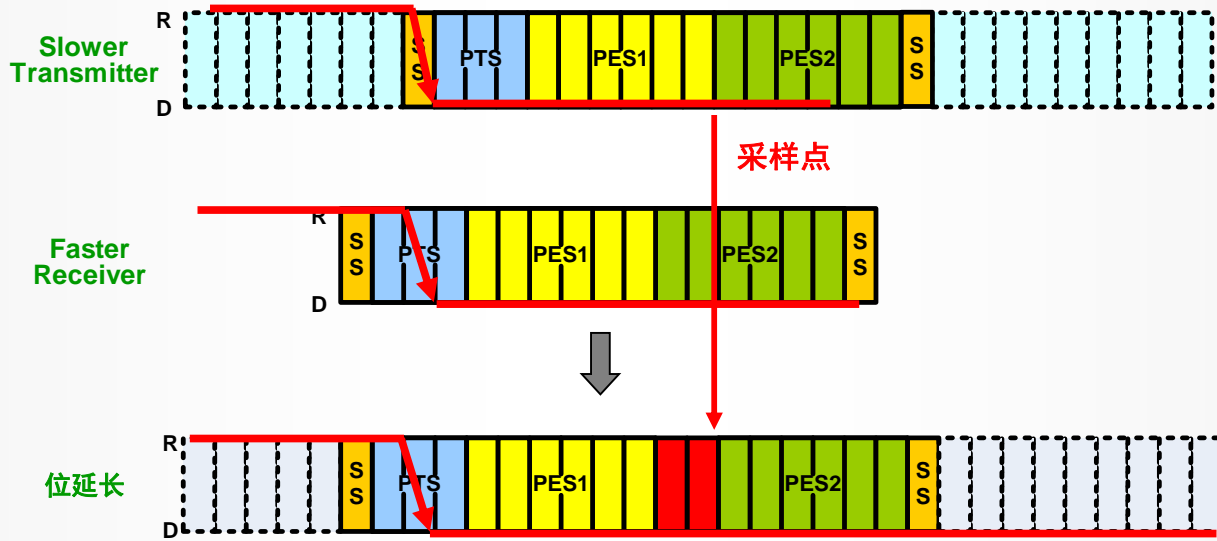 R
Slower
Transmitter
D
S
S
PTS
PES1
PES2
S
S
采样点
R
Faster
Receiver
D
S
S
PTS
PES1
PES2
S
S
R
位延长
D
S
S
PTS
PES1
PES2
S
S